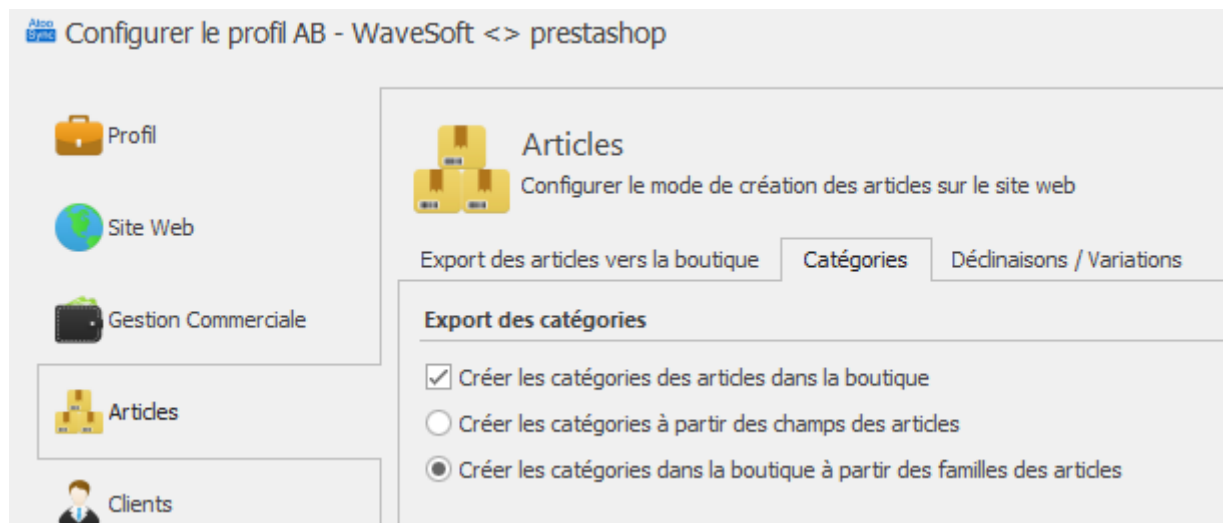 Atoo Sync
Configurer le profil AB - WaveSoft <> prestashop
Profil
Articles
Configurer le mode de création des articles sur le site web
Site Web
Export des articles vers la boutique Catégories Déclinaisons / Variations
Gestion Commerciale
Export des catégories
Créer les catégories des articles dans la boutique
Articles
Créer les catégories à partir des champs des articles
Créer les catégories dans la boutique à partir des familles des articles
Clients